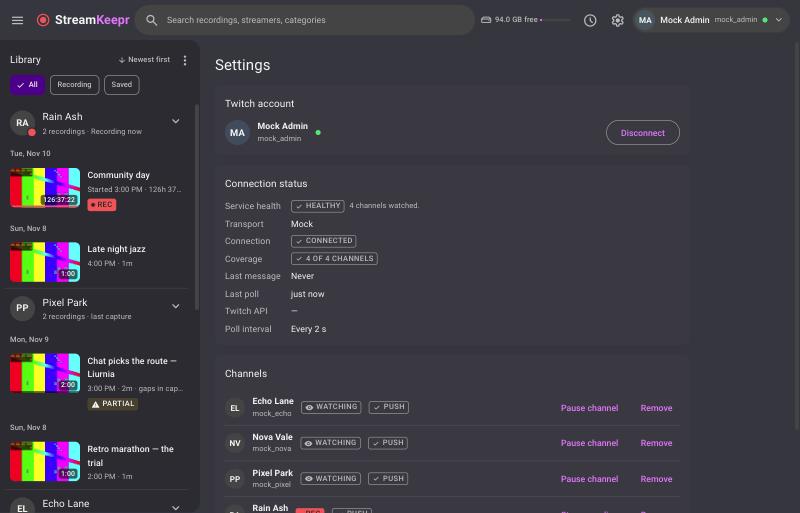 StreamKeepr
Search recordings, streamers, categories
94.0 GB free
MA Mock Admin mock_admin
Library
Newest first
All
Recording
Saved
RA
Rain Ash
2 recordings · Recording now
Tue, Nov 10
Community day
Started 3:00 PM · 126h 37…
126:37:22
REC
Sun, Nov 8
Late night jazz
4:00 PM · 1m
1:00
PP
Pixel Park
2 recordings · last capture
Mon, Nov 9
Chat picks the route —
Liurnia
3:00 PM · 2m · gaps in cap…
2:00
PARTIAL
Sun, Nov 8
Retro marathon — the
trial
2:00 PM · 1m
1:00
EL
Echo Lane
Settings
Twitch account
MA
Mock Admin
mock_admin
Disconnect
Connection status
Service health HEALTHY 4 channels watched.
Transport Mock
Connection CONNECTED
Coverage 4 OF 4 CHANNELS
Last message Never
Last poll just now
Twitch API —
Poll interval Every 2 s
Channels
EL Echo Lane WATCHING PUSH Pause channel Remove
mock_echo
NV Nova Vale WATCHING PUSH Pause channel Remove
mock_nova
PP Pixel Park WATCHING PUSH Pause channel Remove
mock_pixel
Rain Ash